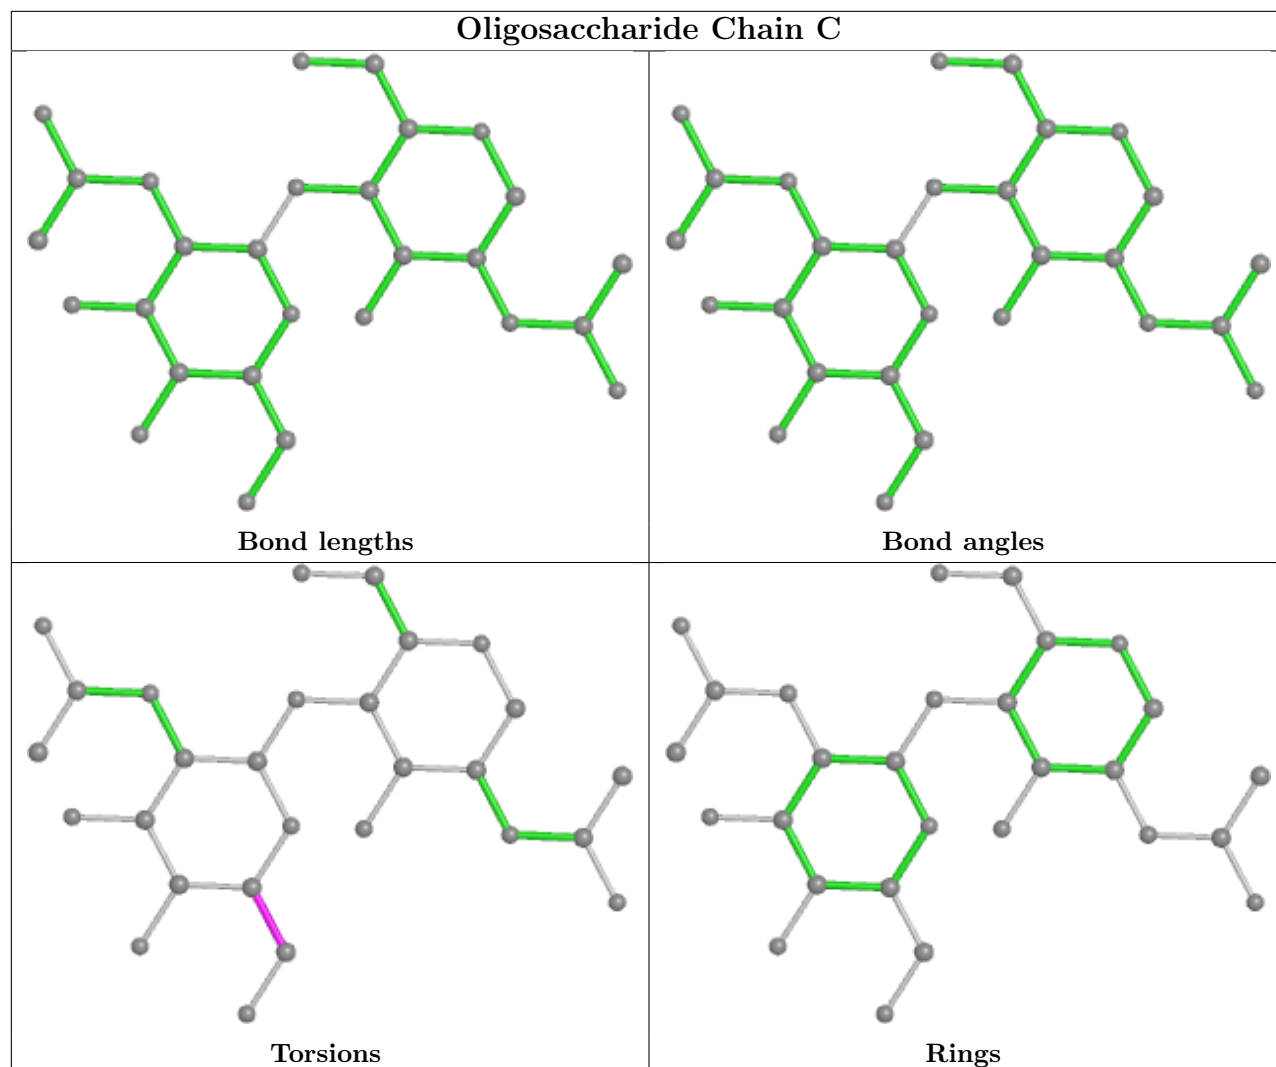 Oligosaccharide Chain C
Bond lengths
Bond angles
Torsions
Rings